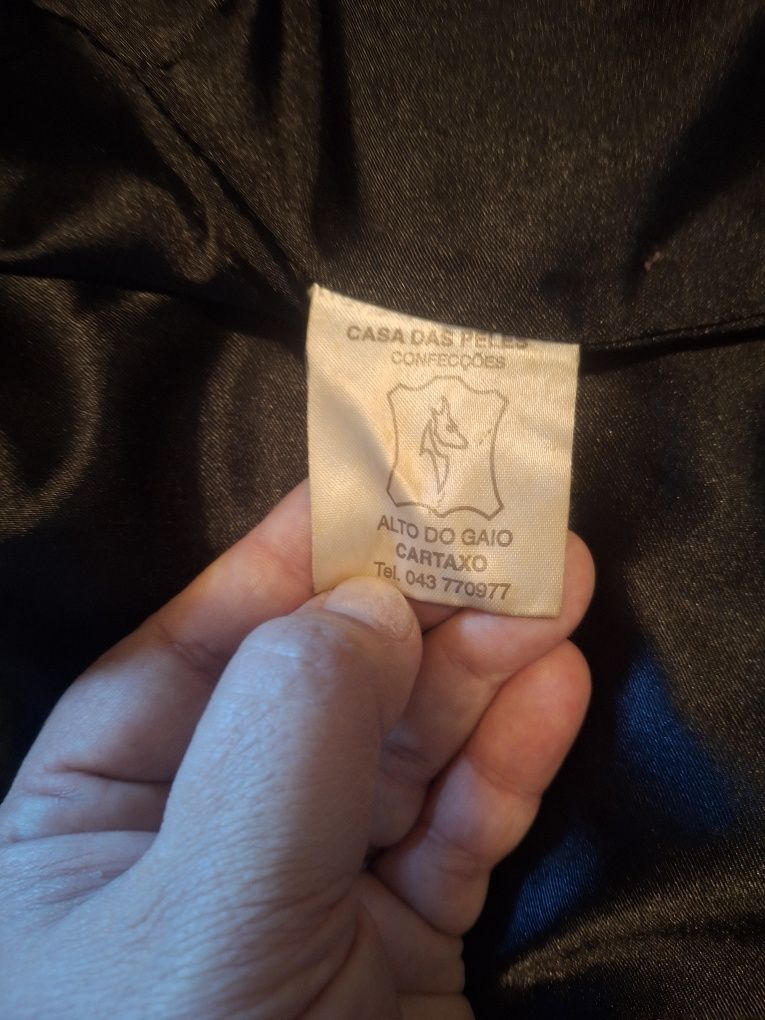 CASA DAS PELES
CONFECÇÕES
ALTO DO GAIO
CARTAXO
Tel. 043 770977